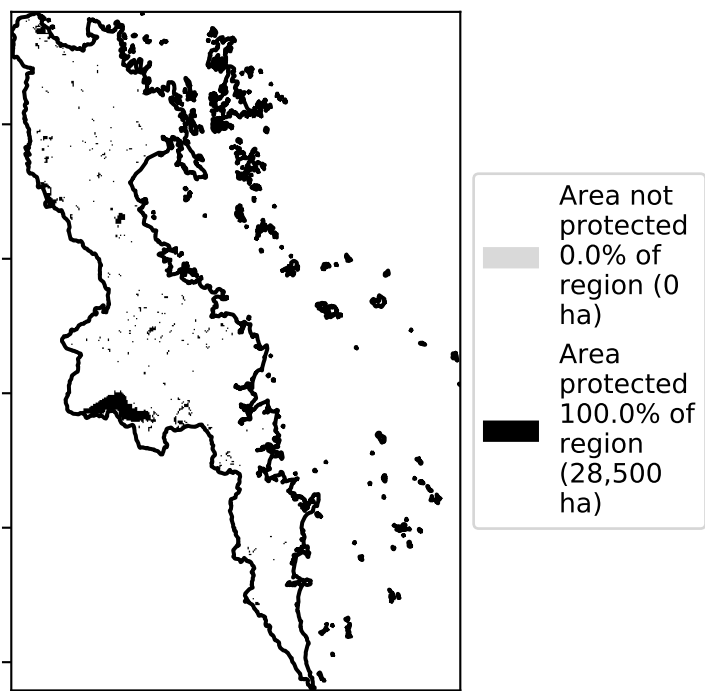 Area not
protected
0.0% of
region (0
ha)
Area
protected
100.0% of
region
(28,500
ha)